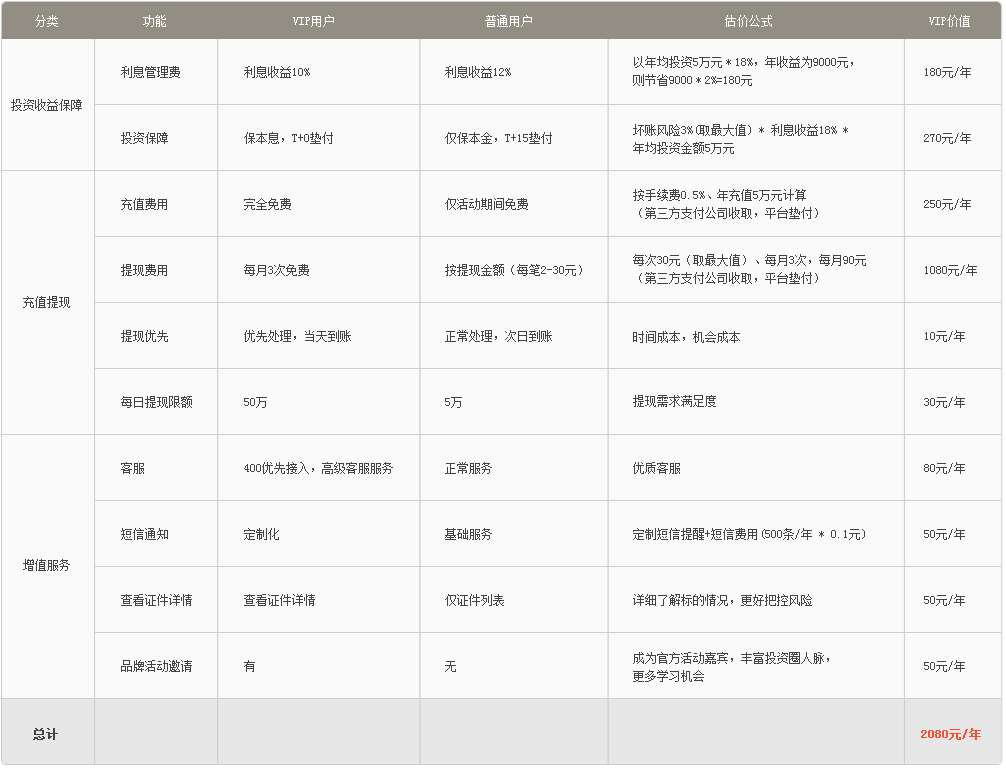 分类 功能 VIP用户 普通用户 估价公式 VIP价值
投资收益保障
利息管理费 利息收益10% 利息收益12% 以年均投资5万元*18%，年收益为9000元，
则节省9000*2%=180元
180元/年
投资保障 保本息，T+0垫付 仅保本金，T+15垫付 坏账风险3%(取最大值) * 利息收益18% *
年均投资金额5万元
270元/年
充值提现
充值费用 完全免费 仅活动期间免费 按手续费0.5%、年充值5万元计算
（第三方支付公司收取，平台垫付）
250元/年
提现费用 每月3次免费 按提现金额（每笔2-30元） 每次30元（取最大值）、每月3次，每月90元
（第三方支付公司收取，平台垫付）
1080元/年
提现优先 优先处理，当天到账 正常处理，次日到账 时间成本，机会成本 10元/年
每日提现限额 50万 5万 提现需求满足度 30元/年
增值服务
客服 400优先接入，高级客服服务 正常服务 优质客服 80元/年
短信通知 定制化 基础服务 定制短信提醒+短信费用(500条/年 * 0.1元) 50元/年
查看证件详情 查看证件详情 仅证件列表 详细了解标的情况，更好把控风险 50元/年
品牌活动邀请 有 无 成为官方活动嘉宾，丰富投资圈人脉，
更多学习机会
50元/年
总计 2080元/年